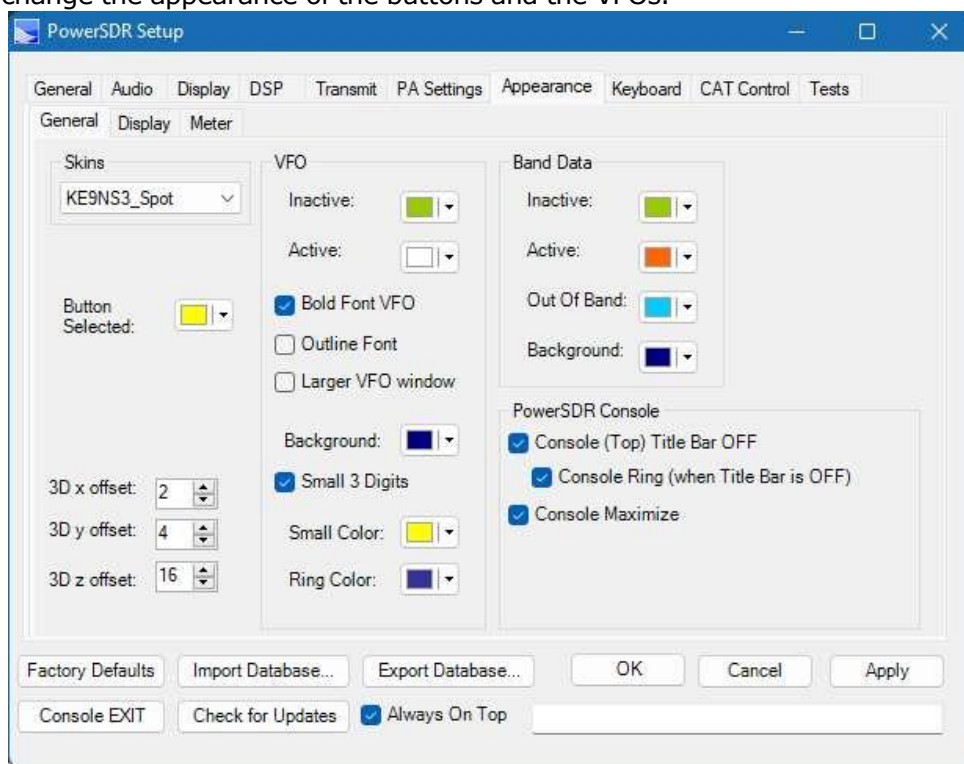 change the appearance of the buttons and the VFOs.
PowerSDR Setup
General Audio Display DSP Transmit PA Settings Appearance Keyboard CAT Control Tests
General Display Meter
Skins
KE9NS3_Spot
Button
Selected:
3D x offset: 2
3D y offset: 4
3D z offset: 16
VFO
Inactive:
Active:
Bold Font VFO
Outline Font
Larger VFO window
Background:
Small 3 Digits
Small Color:
Ring Color:
Band Data
Inactive:
Active:
Out Of Band:
Background:
PowerSDR Console
Console (Top) Title Bar OFF
Console Ring (when Title Bar is OFF)
Console Maximize
Factory Defaults Import Database... Export Database... OK Cancel Apply
Console EXIT Check for Updates Always On Top